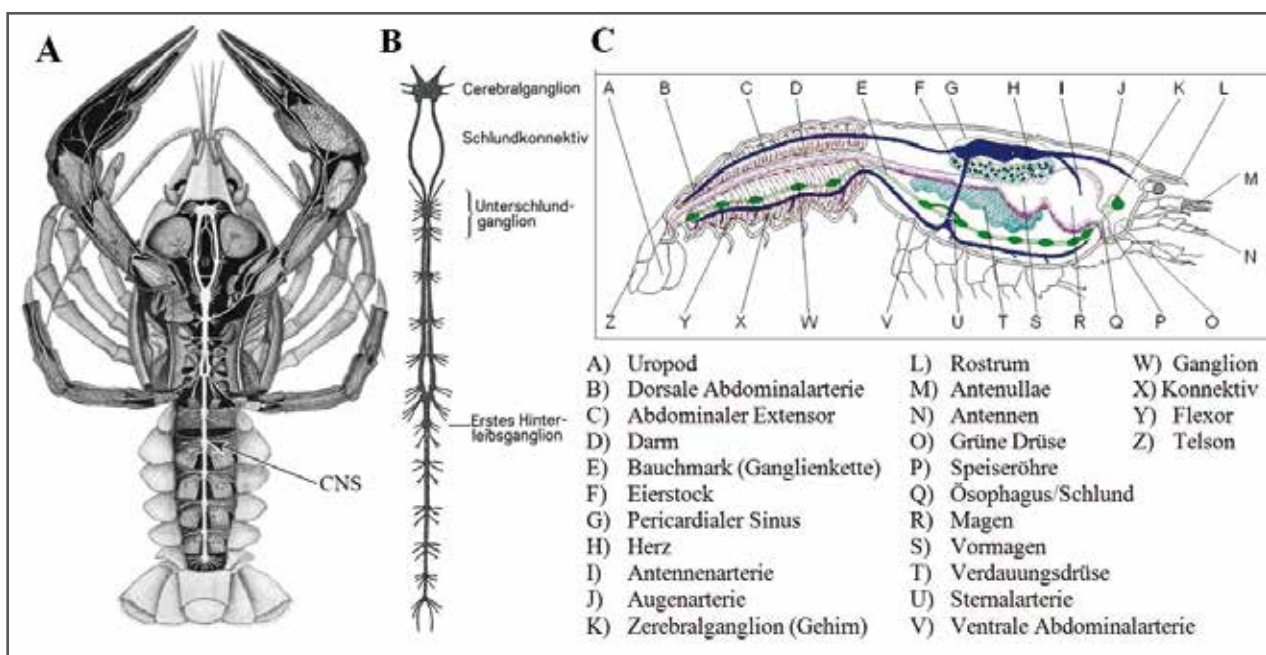 A
CNS
B
Cerebralganglion
Schlundkonnektiv
Unterschlund-
ganglion
Erstes Hinter-
leibsganglion
C
A B C D E F G H I J K L
M
N
Z Y X W V U T S R Q P O
A) Uropod
B) Dorsale Abdominalarterie
C) Abdominaler Extensor
D) Darm
E) Bauchmark (Ganglienkette)
F) Eierstock
G) Pericardialer Sinus
H) Herz
I) Antennenarterie
J) Augenarterie
K) Zerebralganglion (Gehirn)
L) Rostrum
M) Antenullae
N) Antennen
O) Grüne Drüse
P) Speiseröhre
Q) Ösophagus/Schlund
R) Magen
S) Vormagen
T) Verdauungsdrüse
U) Sternalarterie
V) Ventrale Abdominalarterie
W) Ganglion
X) Konnektiv
Y) Flexor
Z) Telson